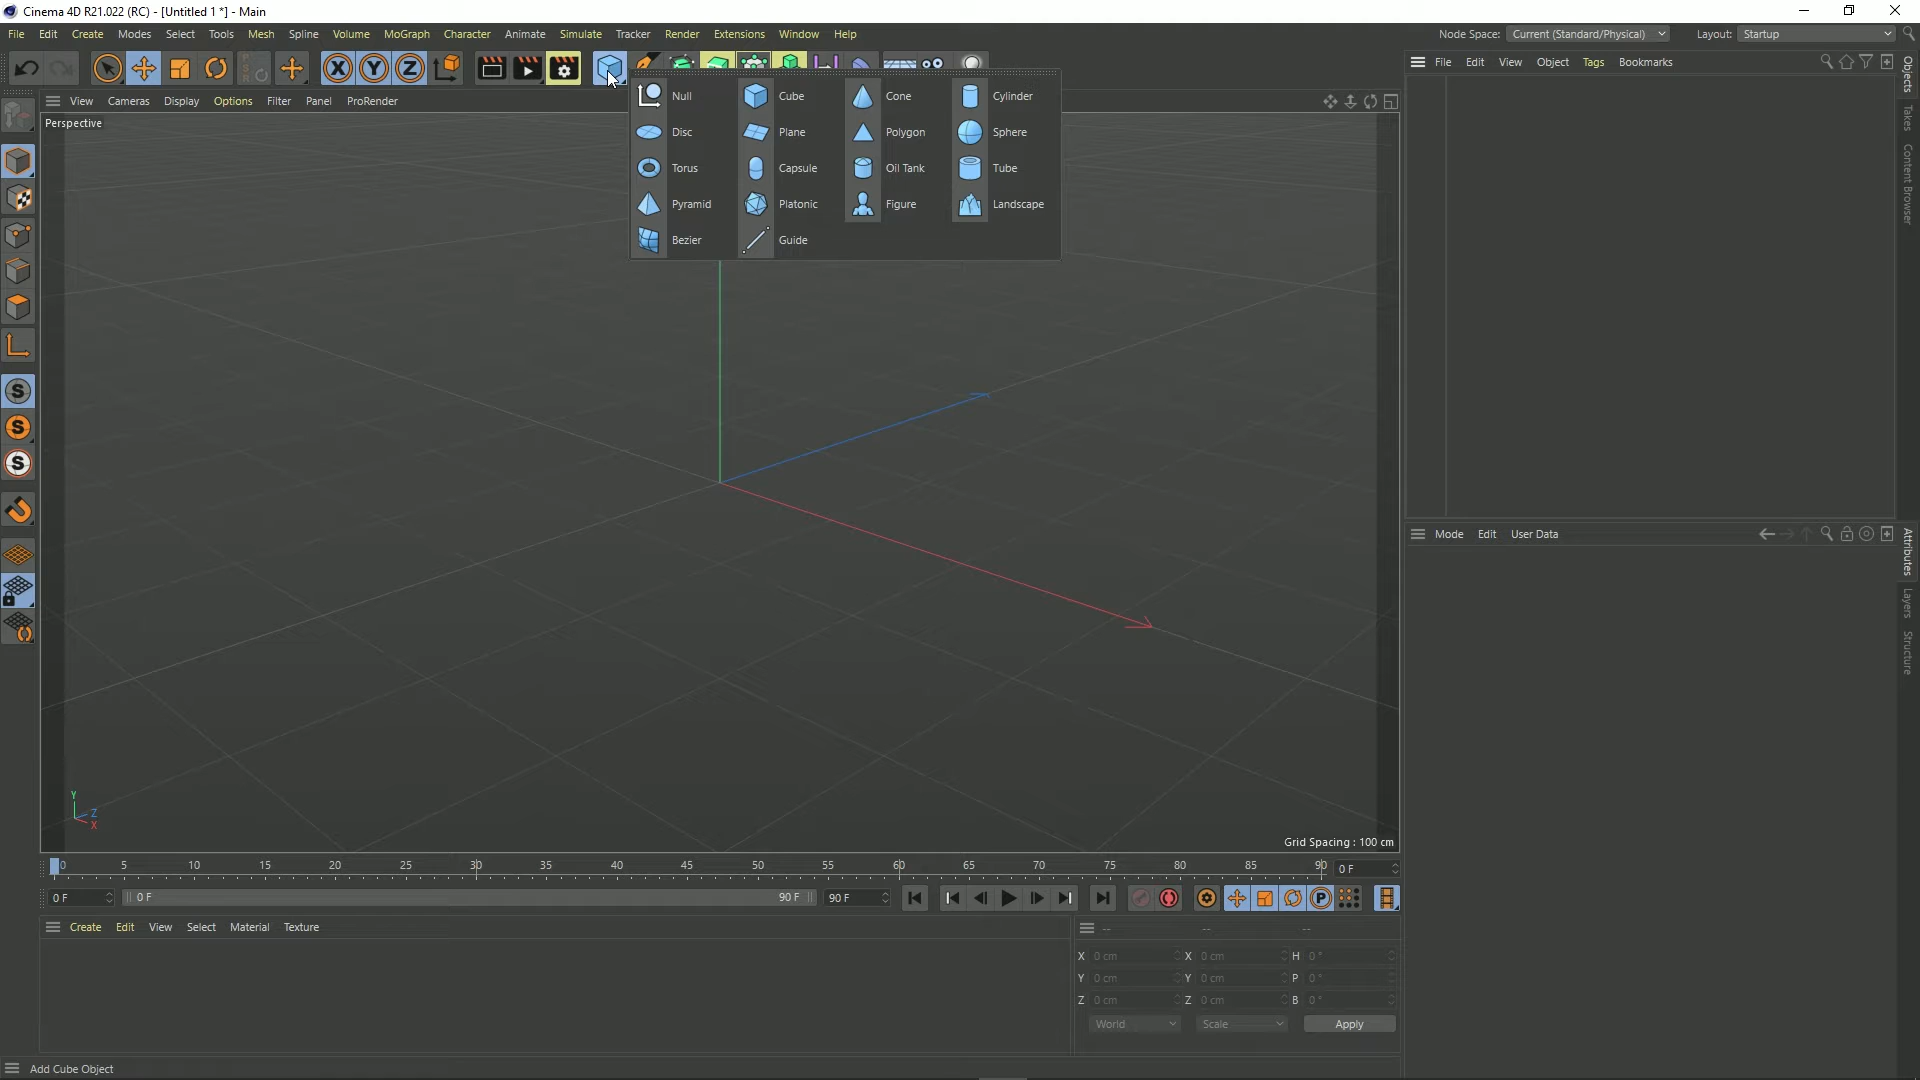 Cinema 4D R21.022 (RC) - [Untitled 1 *] - Main
File Edit Create Modes Select Tools Mesh Spline Volume MoGraph Character Animate Simulate Tracker Render Extensions Window Help Node Space: Current (Standard/Physical) Layout: Startup
X Y Z
P S R
File Edit View Object Tags Bookmarks
View Cameras Display Options Filter Panel ProRender
Perspective
Null Cube Cone Cylinder
Disc Plane Polygon Sphere
Torus Capsule Oil Tank Tube
Pyramid Platonic Figure Landscape
Bezier Guide
Objects
Takes
Content Browser
S
S
S
Mode Edit User Data
Attributes
Layers
Structure
Y
Z
X
Grid Spacing : 100 cm
0 5 10 15 20 25 30 35 40 45 50 55 60 65 70 75 80 85 90 0 F
0 F 0 F 90 F 90 F P
Create Edit View Select Material Texture
-- -- --
X 0 cm X 0 cm H 0 °
Y 0 cm Y 0 cm P 0 °
Z 0 cm Z 0 cm B 0 °
World Scale Apply
Add Cube Object